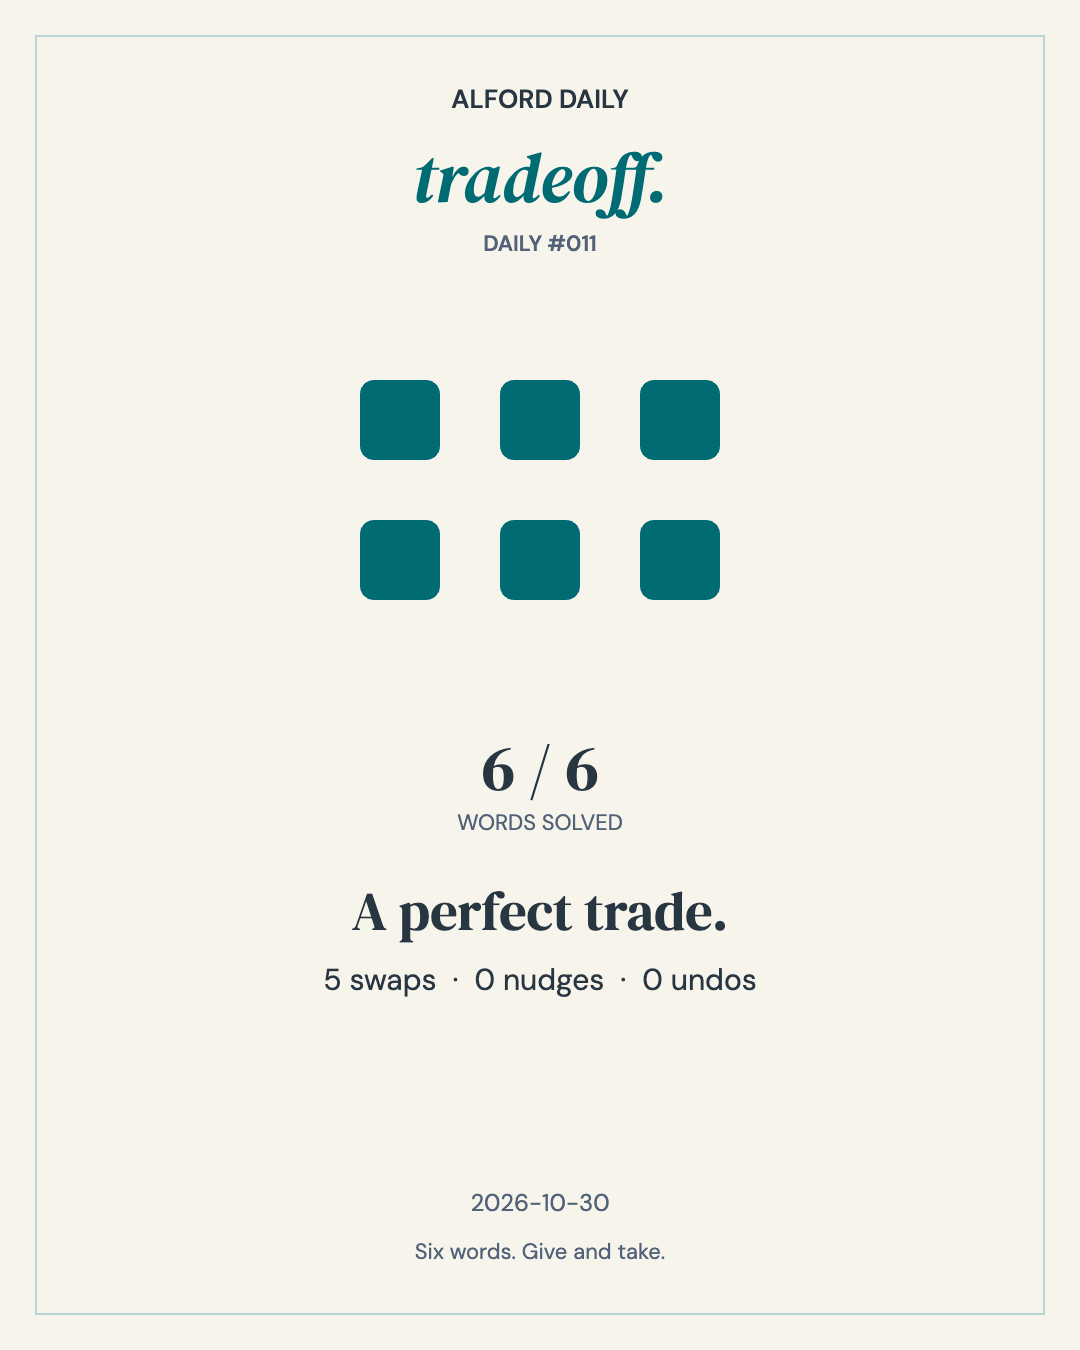 ALFORD DAILY
tradeoff.
DAILY #011
6 / 6
WORDS SOLVED
A perfect trade.
5 swaps · 0 nudges · 0 undos
2026-10-30
Six words. Give and take.